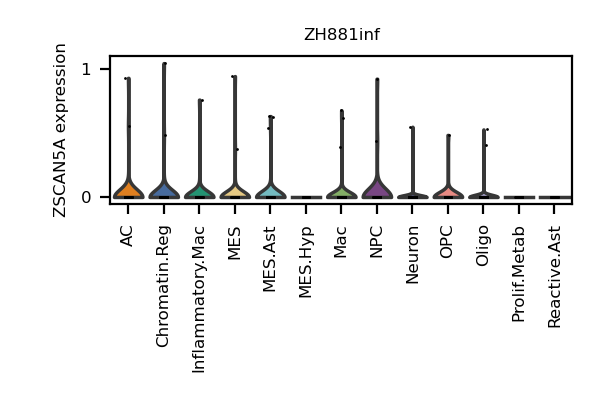 ZH881inf
ZSCAN5A expression
1
0
AC
Chromatin.Reg
Inflammatory.Mac
MES
MES.Ast
MES.Hyp
Mac
NPC
Neuron
OPC
Oligo
Prolif.Metab
Reactive.Ast